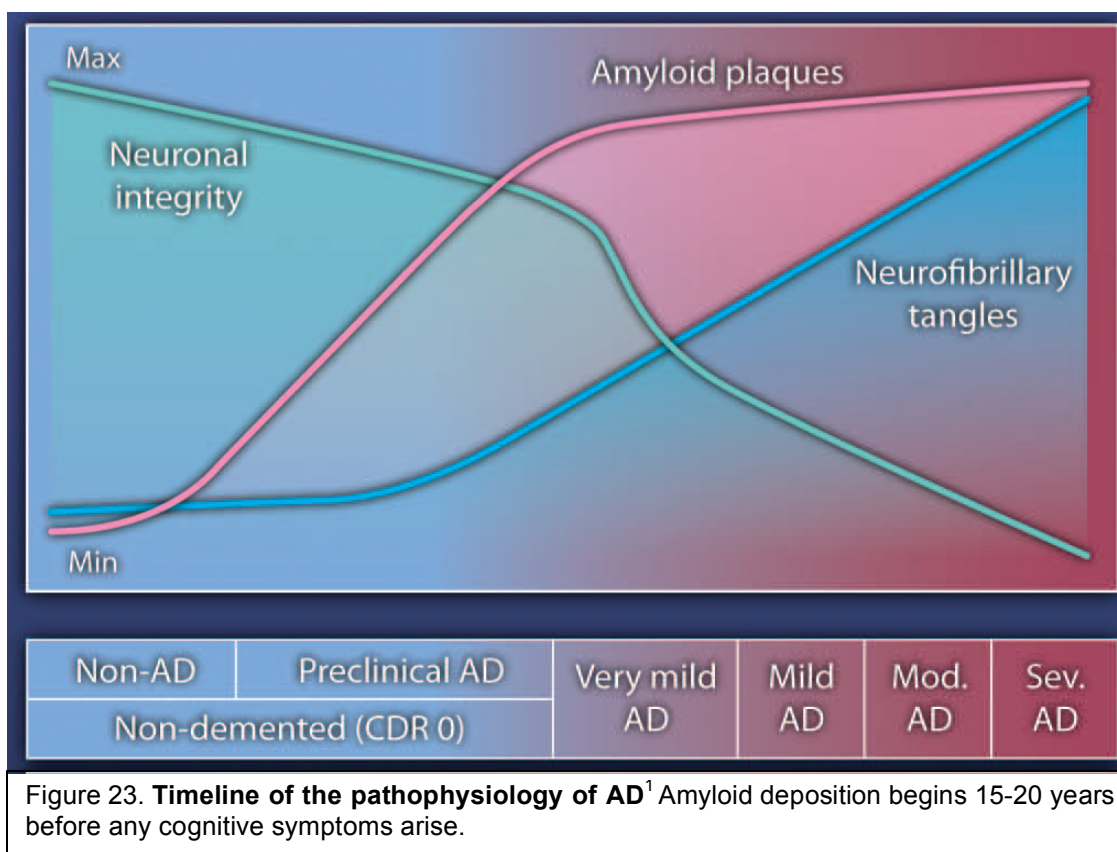 Max
Amyloid plaques
Neuronal
integrity
Neurofibrillary
tangles
Min
Non-AD Preclinical AD Very mild AD Mild AD Mod. AD Sev. AD
Non-demented (CDR 0)
Figure 23. Timeline of the pathophysiology of AD¹ Amyloid deposition begins 15-20 years
before any cognitive symptoms arise.